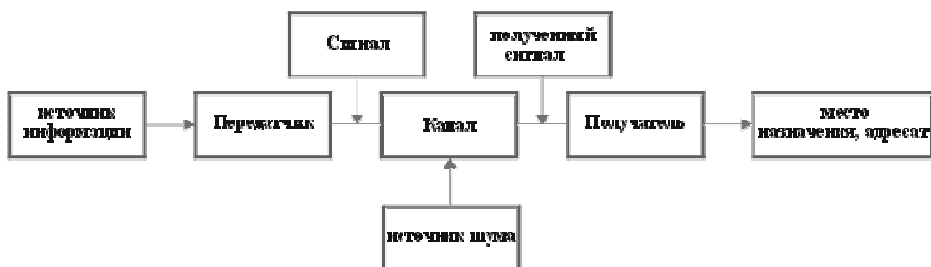 Сигнал
полученный
сигнал
источник
информации
Передатчик
Канал
Получатель
место
назначения, адресат
источник шума